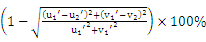 (1 − √((u₁′−u₂′)²+(v₁′−v₂)²)/(u₁′²+v₁′²)) × 100%